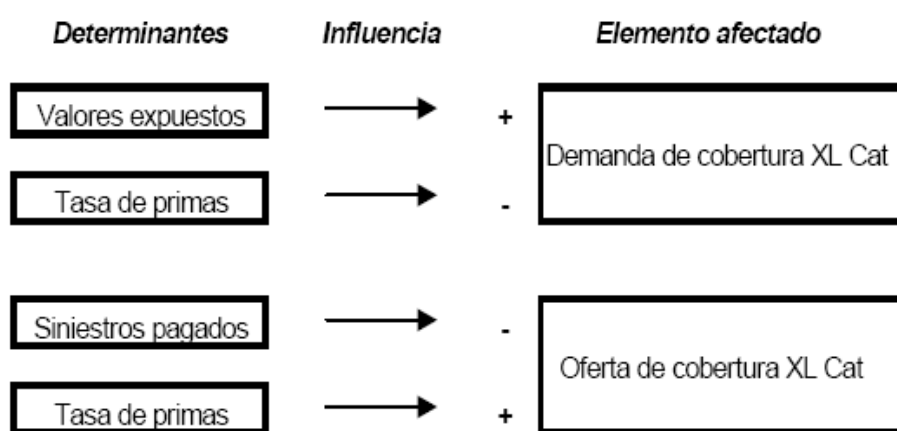 Determinantes Influencia Elemento afectado
Valores expuestos +
Demanda de cobertura XL Cat
Tasa de primas -
Siniestros pagados -
Oferta de cobertura XL Cat
Tasa de primas +